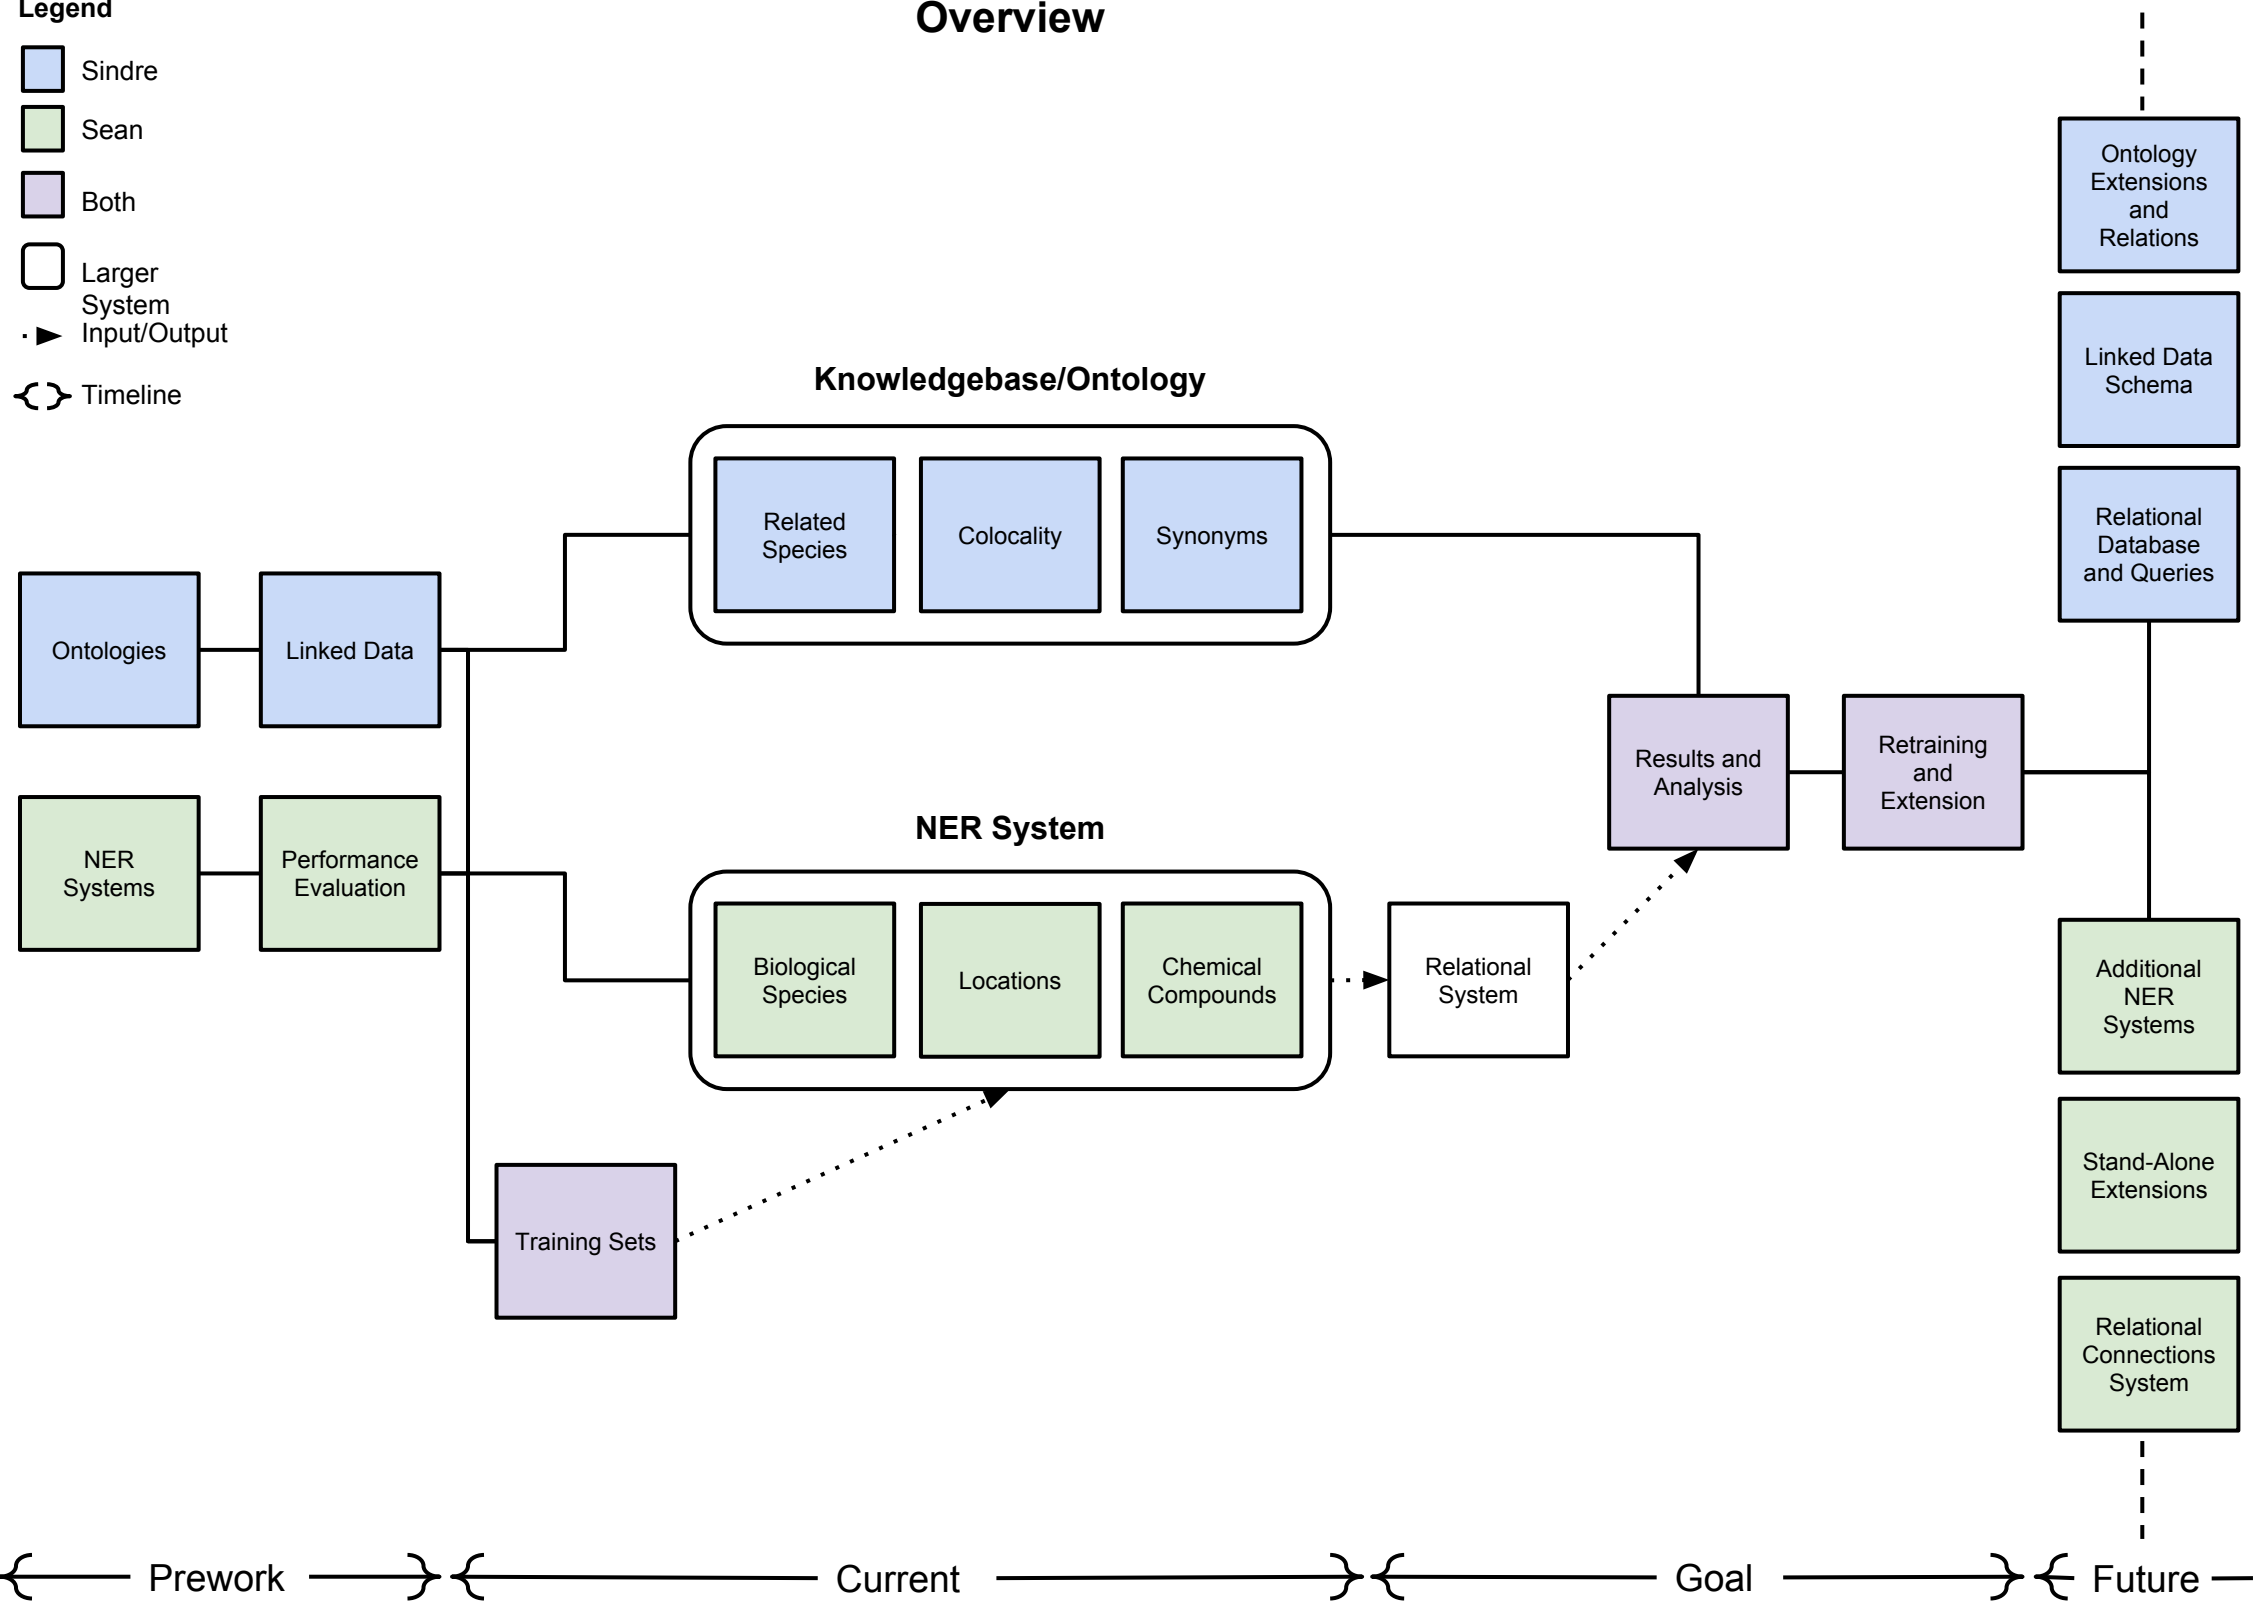 Legend
Overview
Sindre
Sean
Both
Larger
System
Input/Output
Timeline
Ontology
Extensions
and
Relations
Linked Data
Schema
Knowledgebase/Ontology
Related
Species
Colocality
Synonyms
Relational
Database
and Queries
Ontologies
Linked Data
Results and
Analysis
Retraining
and
Extension
NER
Systems
Performance
Evaluation
NER System
Biological
Species
Locations
Chemical
Compounds
Relational
System
Additional
NER
Systems
Stand-Alone
Extensions
Training Sets
Relational
Connections
System
Prework
Current
Goal
Future